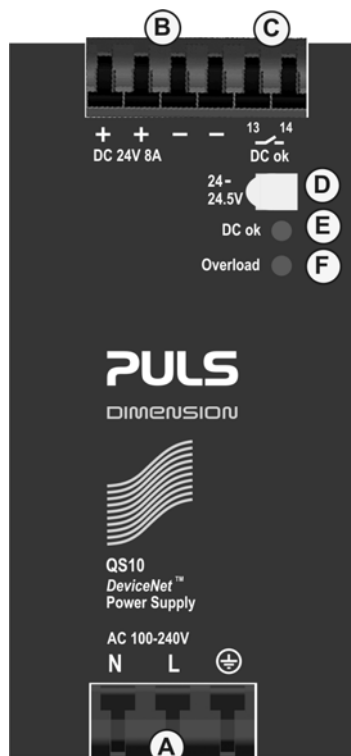 B C
+ + − − 13 14
DC 24V 8A DC ok
24-
24.5V
D
DC ok E
Overload F
PULS
DIMENSION
QS10
DeviceNet™
Power Supply
AC 100-240V
N L
A